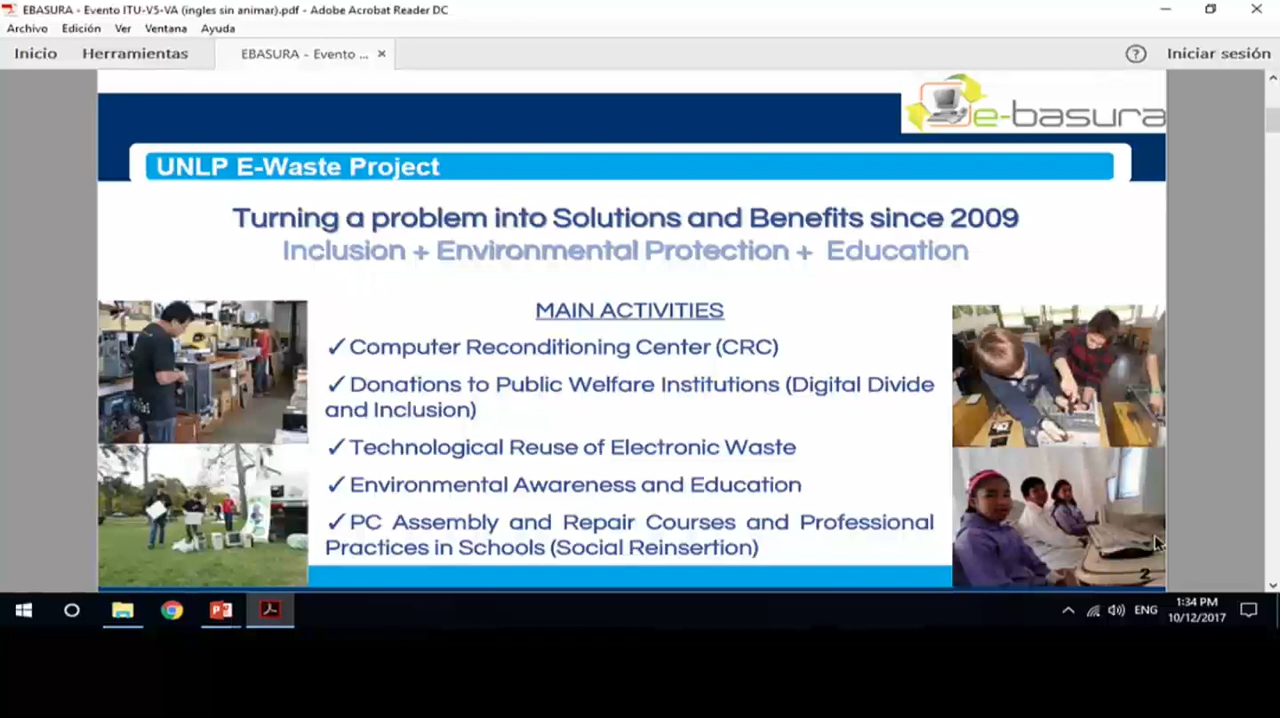 EBASURA - Evento ITU-V5-VA (ingles sin animar).pdf - Adobe Acrobat Reader DC
Archivo Edición Ver Ventana Ayuda
Inicio Herramientas EBASURA - Evento ... × Iniciar sesión
e-basura
UNLP E-Waste Project
Turning a problem into Solutions and Benefits since 2009
Inclusion + Environmental Protection + Education
MAIN ACTIVITIES
✓Computer Reconditioning Center (CRC)
✓Donations to Public Welfare Institutions (Digital Divide
and Inclusion)
✓Technological Reuse of Electronic Waste
✓Environmental Awareness and Education
✓PC Assembly and Repair Courses and Professional
Practices in Schools (Social Reinsertion)
2
ENG
1:34 PM
10/12/2017